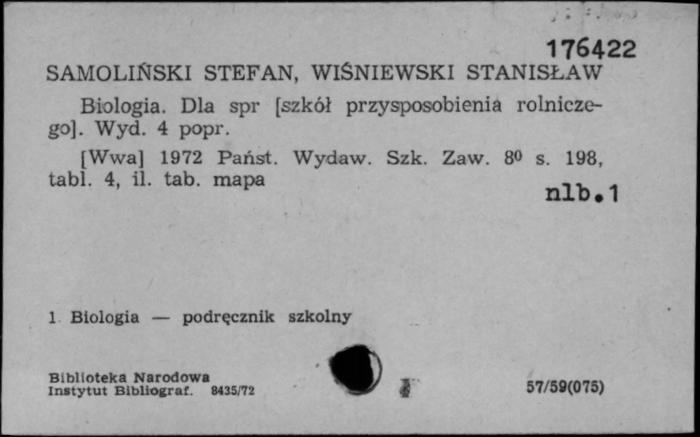 176422
SAMOLIŃSKI STEFAN, WIŚNIEWSKI STANISŁAW
Biologia. Dla spr [szkół przysposobienia rolnicze-
go]. Wyd. 4 popr.
[Wwa] 1972 Państ. Wydaw. Szk. Zaw. 8⁰ s. 198,
tabl. 4, il. tab. mapa
nlb.1
1 Biologia — podręcznik szkolny
Biblioteka Narodowa
Instytut Bibliograf. 8435/72
57/59(075)